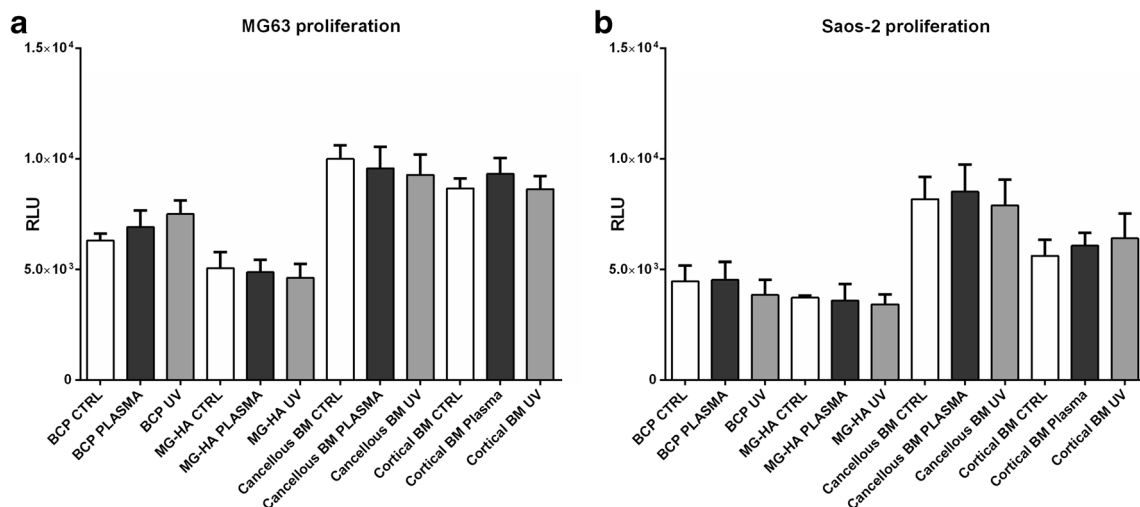 a
MG63 proliferation
RLU
1.5×10⁴
1.0×10⁴
5.0×10³
0
BCP CTRL
BCP PLASMA
BCP UV
MG-HA CTRL
MG-HA PLASMA
MG-HA UV
Cancellous BM CTRL
Cancellous BM PLASMA
Cancellous BM UV
Cortical BM CTRL
Cortical BM Plasma
Cortical BM UV
b
Saos-2 proliferation
RLU
1.5×10⁴
1.0×10⁴
5.0×10³
0
BCP CTRL
BCP PLASMA
BCP UV
MG-HA CTRL
MG-HA PLASMA
MG-HA UV
Cancellous BM CTRL
Cancellous BM PLASMA
Cancellous BM UV
Cortical BM CTRL
Cortical BM Plasma
Cortical BM UV